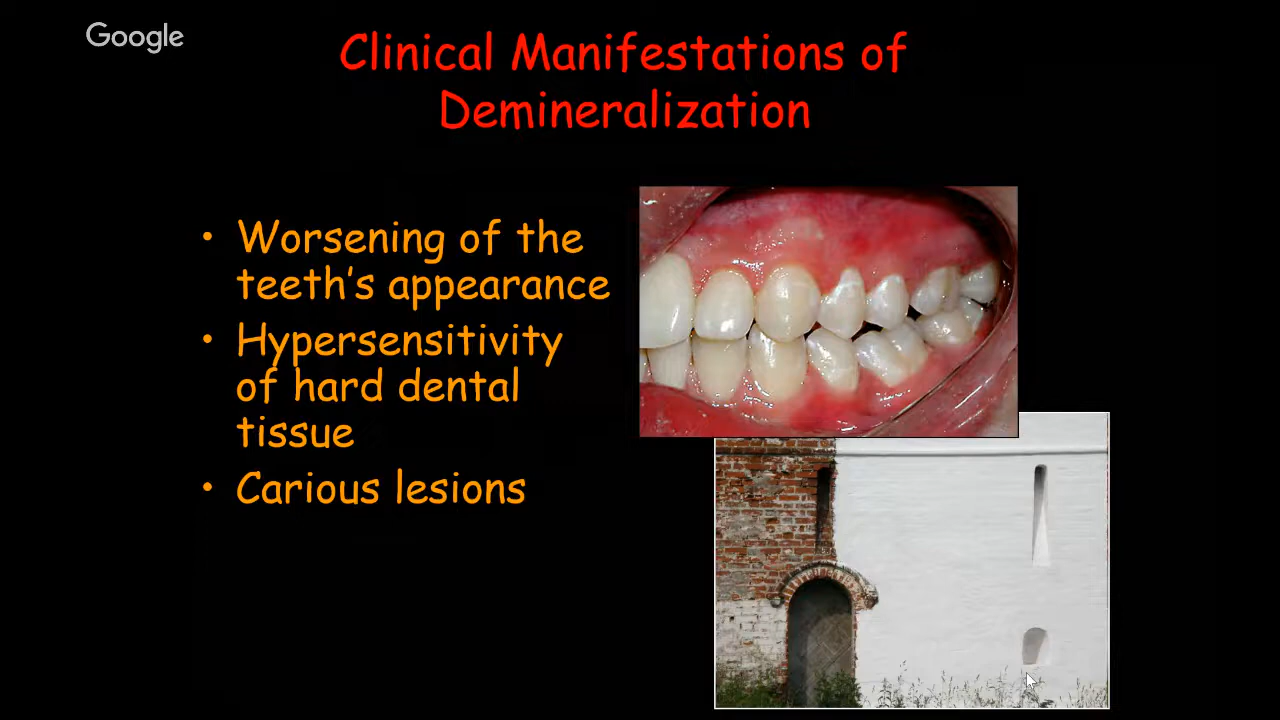 Google
Clinical Manifestations of
Demineralization
• Worsening of the
teeth's appearance
• Hypersensitivity
of hard dental
tissue
• Carious lesions